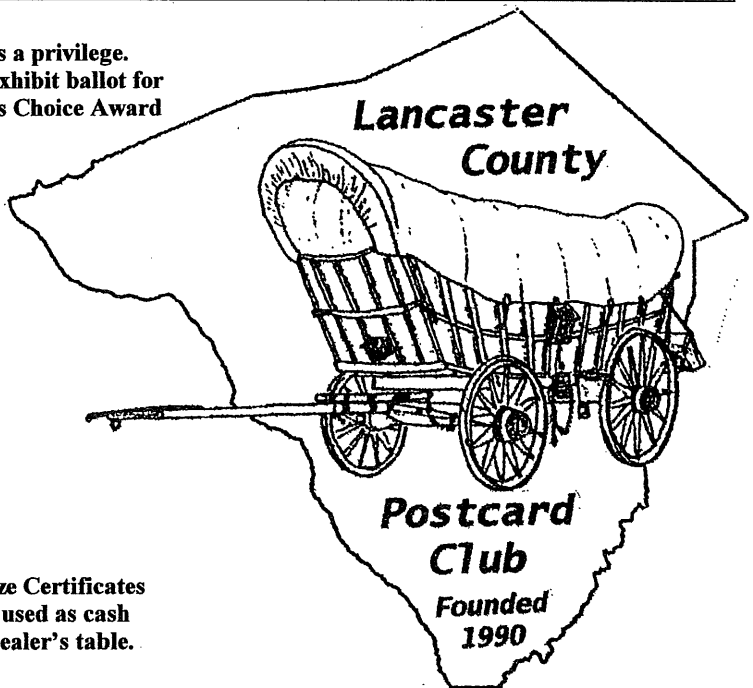 s a privilege.
xhibit ballot for
s Choice Award
Lancaster
County
Postcard
Club
Founded
1990
ze Certificates
used as cash
ealer's table.